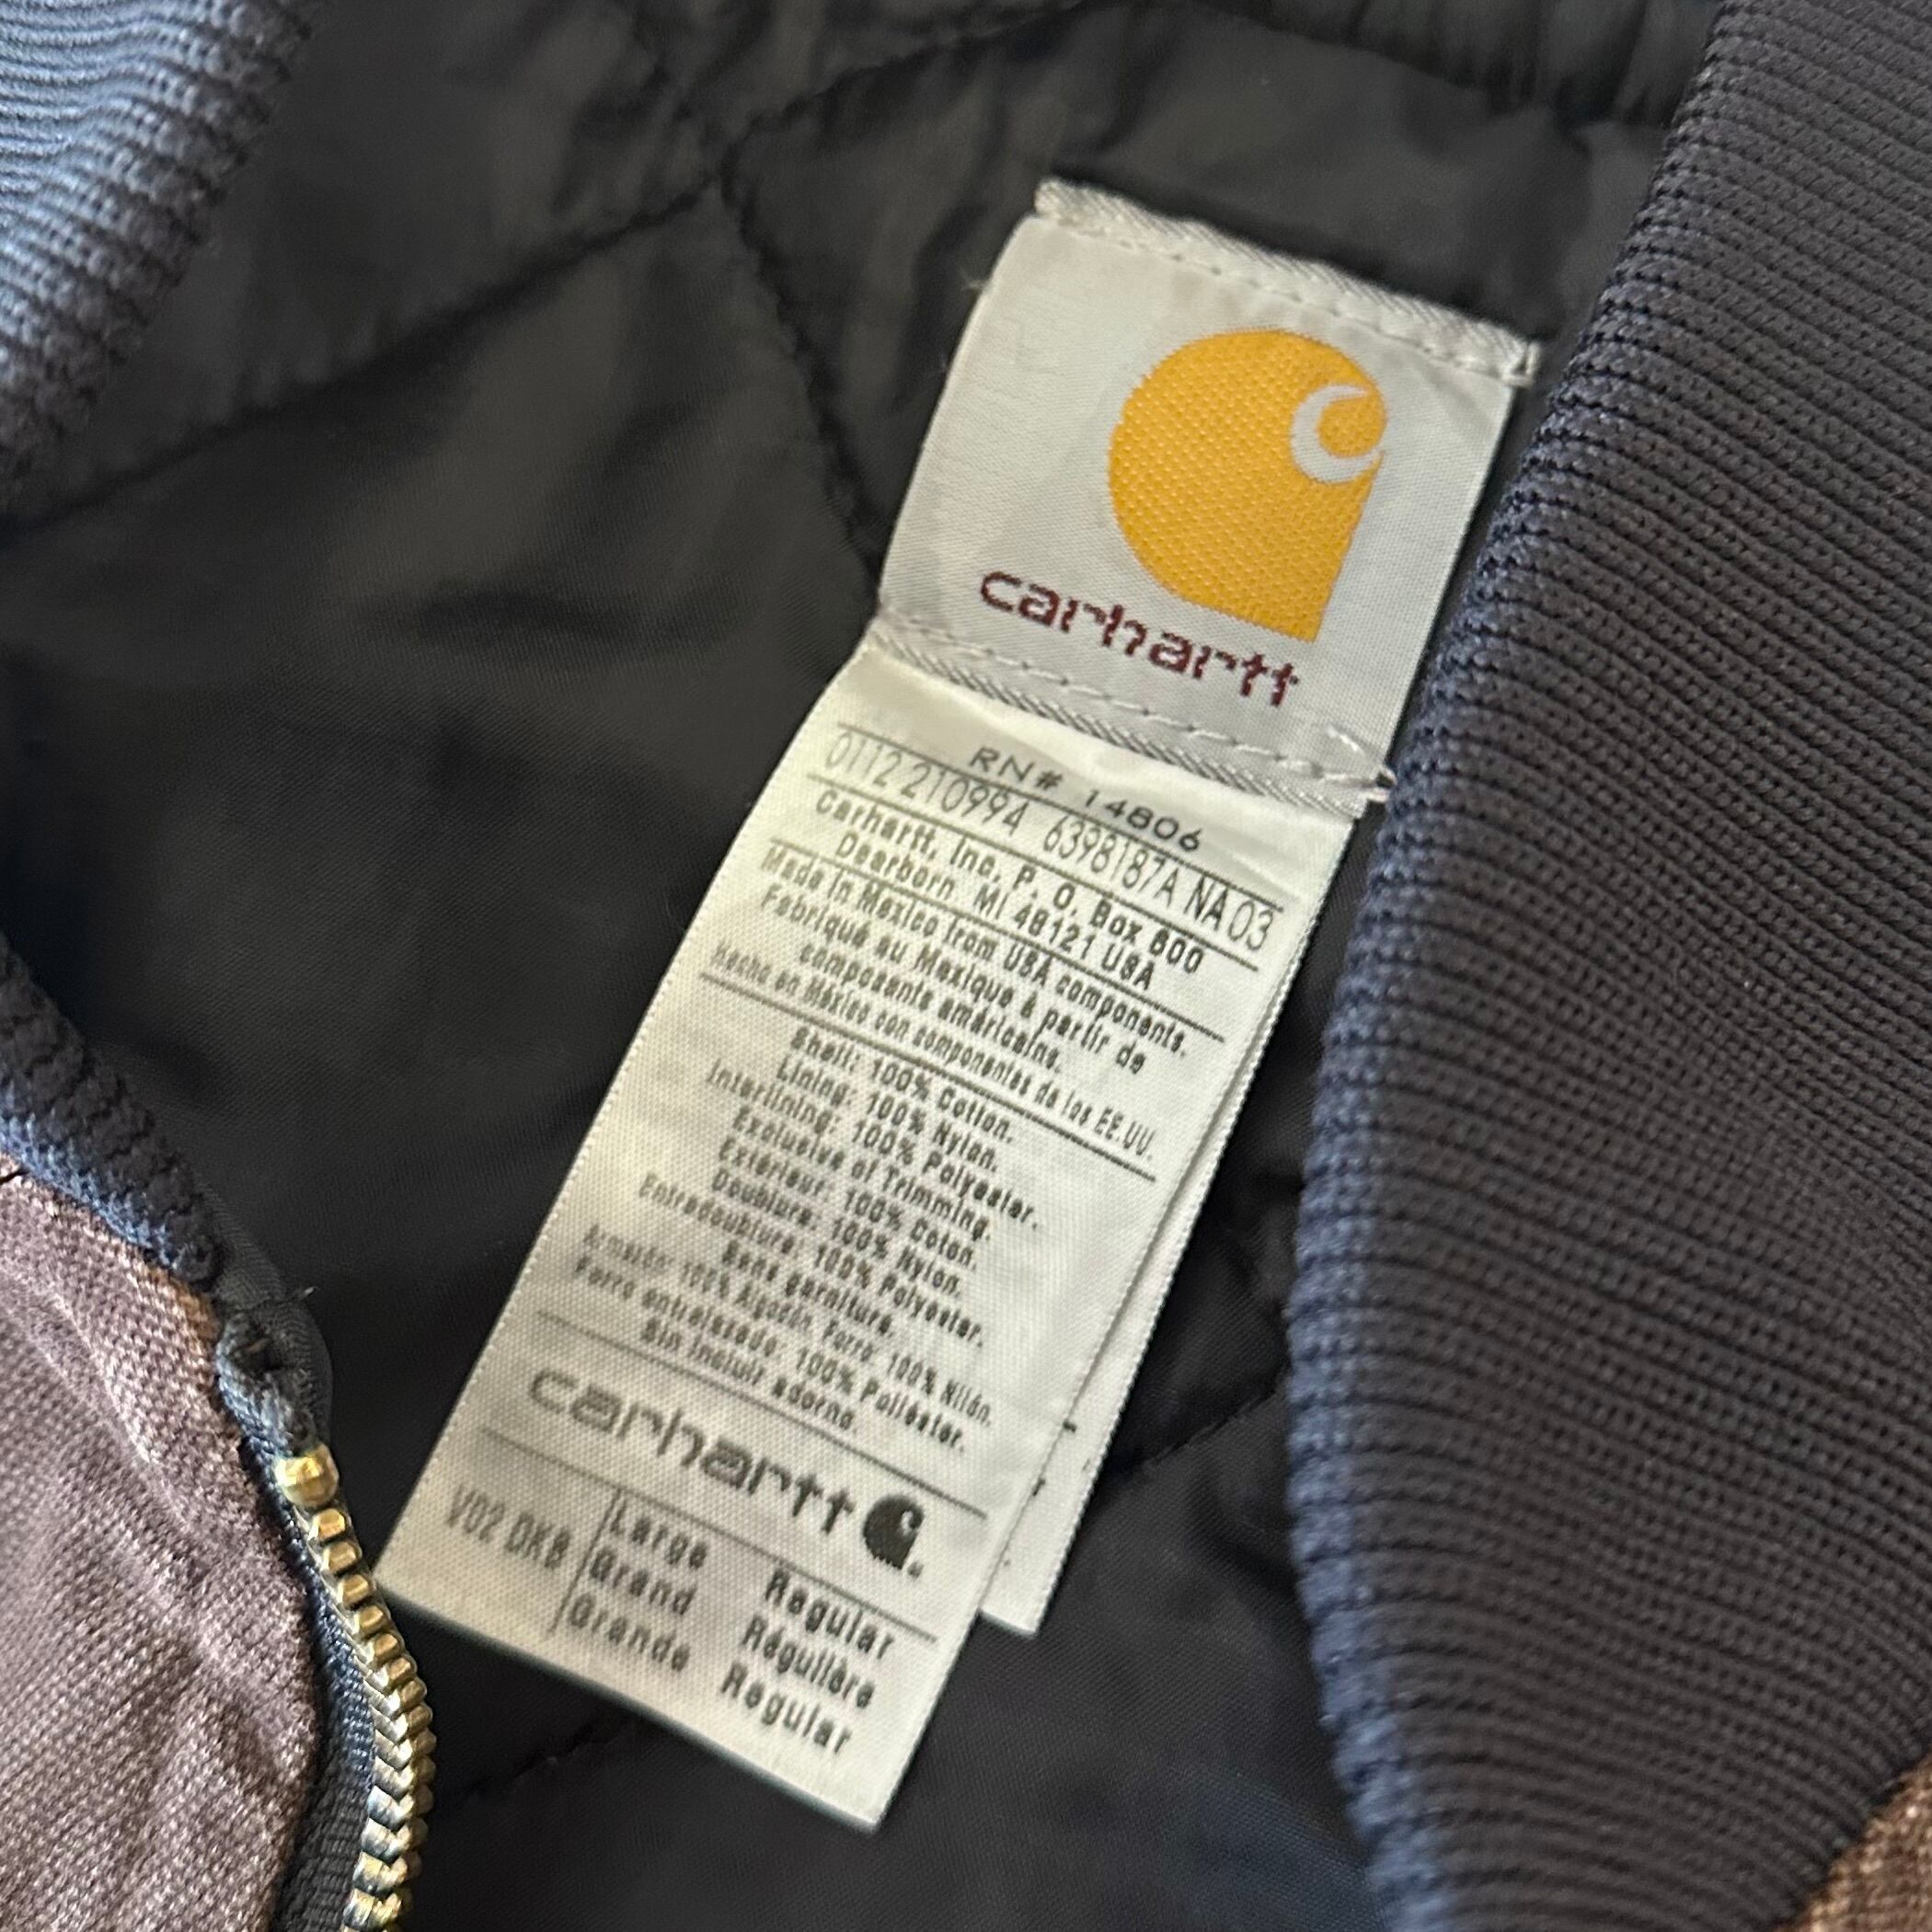 carhartt
RN# 14806
0112 210994 6398187A NA 03
Carhartt, Inc. P. O. Box 600
Dearborn MI 48121 USA
Made in Mexico from USA components.
Fabriqué au Mexique à partir de
composants américains.
Hecho en México con componentes de los EE.UU.
Shell: 100% Cotton.
Lining: 100% Nylon.
Interlining: 100% Polyester.
Exclusive of Trimming.
Extérieur: 100% Coton.
Doublure: 100% Nylon.
Entredoublure: 100% Polyester.
Sans garniture.
Armazón: 100% Algodón. Forro: 100% Nilón.
Forro entrelazado: 100% Poliéster.
Sin incluir adorno.
carhartt
V02 DKB
Large Regular
Grand Regulière
Grande Regular